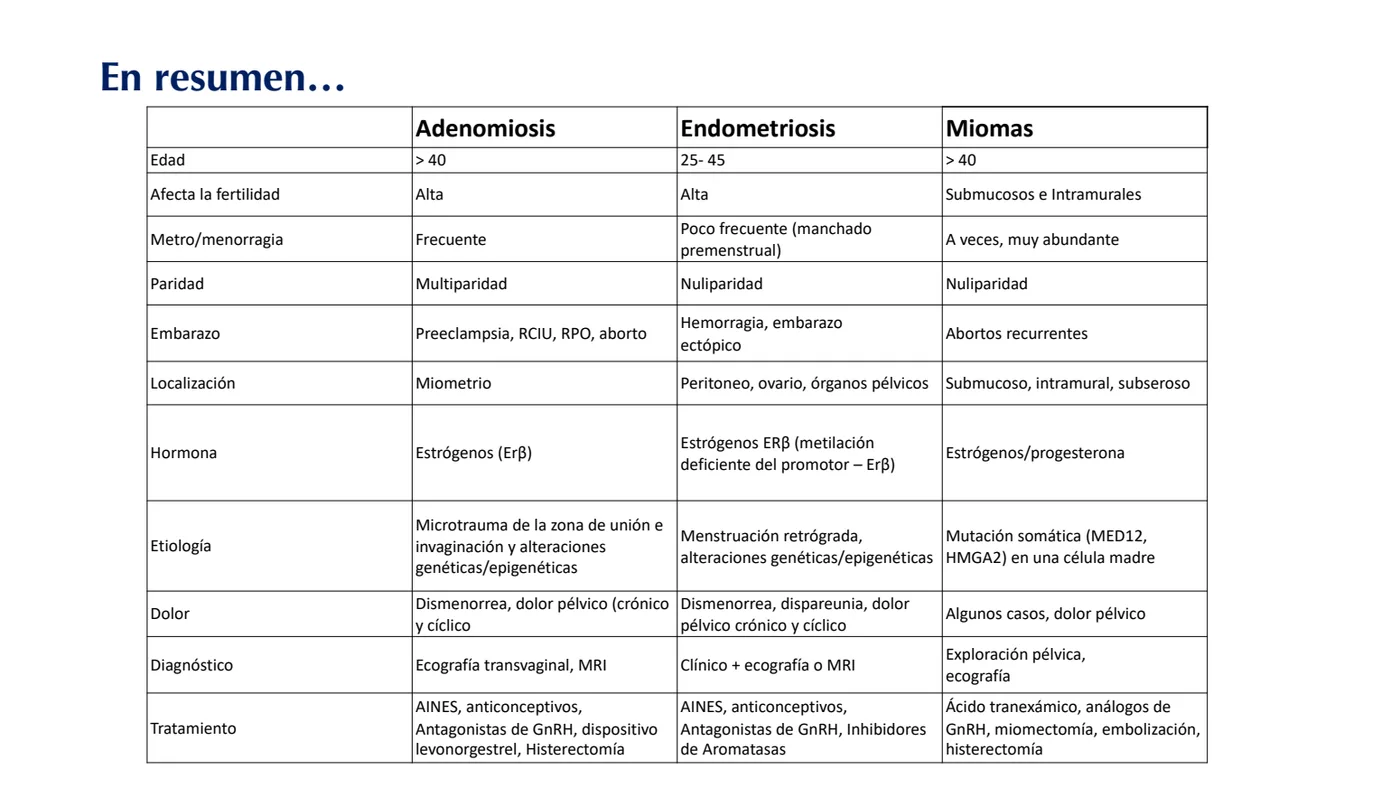 En resumen…
Adenomiosis Endometriosis Miomas
Edad > 40 25- 45 > 40
Afecta la fertilidad Alta Alta Submucosos e Intramurales
Metro/menorragia Frecuente Poco frecuente (manchado
premenstrual) A veces, muy abundante
Paridad Multiparidad Nuliparidad Nuliparidad
Embarazo Preeclampsia, RCIU, RPO, aborto Hemorragia, embarazo
ectópico Abortos recurrentes
Localización Miometrio Peritoneo, ovario, órganos pélvicos Submucoso, intramural, subseroso
Hormona Estrógenos (Erβ) Estrógenos ERβ (metilación
deficiente del promotor – Erβ) Estrógenos/progesterona
Etiología Microtrauma de la zona de unión e
invaginación y alteraciones
genéticas/epigenéticas Menstruación retrógrada,
alteraciones genéticas/epigenéticas Mutación somática (MED12,
HMGA2) en una célula madre
Dolor Dismenorrea, dolor pélvico (crónico
y cíclico Dismenorrea, dispareunia, dolor
pélvico crónico y cíclico Algunos casos, dolor pélvico
Diagnóstico Ecografía transvaginal, MRI Clínico + ecografía o MRI Exploración pélvica,
ecografía
Tratamiento AINES, anticonceptivos,
Antagonistas de GnRH, dispositivo
levonorgestrel, Histerectomía AINES, anticonceptivos,
Antagonistas de GnRH, Inhibidores
de Aromatasas Ácido tranexámico, análogos de
GnRH, miomectomía, embolización,
histerectomía